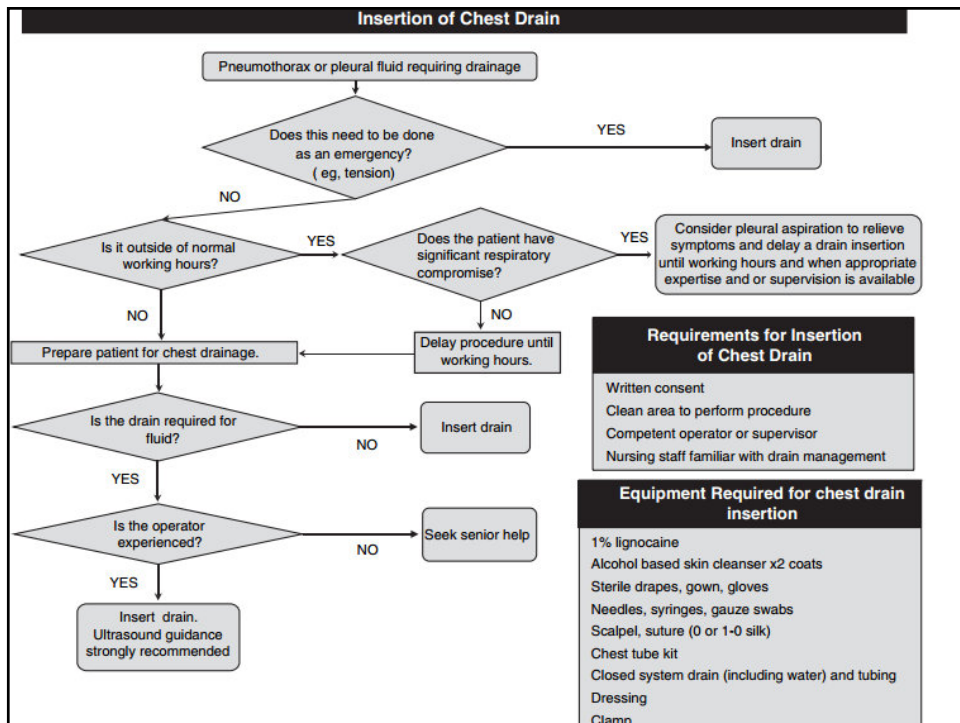 Insertion of Chest Drain
Pneumothorax or pleural fluid requiring drainage
Does this need to be done
as an emergency?
( eg, tension)
YES
Insert drain
NO
Is it outside of normal
working hours?
YES
Does the patient have
significant respiratory
compromise?
YES
Consider pleural aspiration to relieve
symptoms and delay a drain insertion
until working hours and when appropriate
expertise and or supervision is available
NO
NO
Prepare patient for chest drainage.
Delay procedure until
working hours.
Is the drain required for
fluid?
NO
Insert drain
YES
Is the operator
experienced?
NO
Seek senior help
YES
Insert drain.
Ultrasound guidance
strongly recommended
Requirements for Insertion
of Chest Drain
Written consent
Clean area to perform procedure
Competent operator or supervisor
Nursing staff familiar with drain management
Equipment Required for chest drain
insertion
1% lignocaine
Alcohol based skin cleanser x2 coats
Sterile drapes, gown, gloves
Needles, syringes, gauze swabs
Scalpel, suture (0 or 1-0 silk)
Chest tube kit
Closed system drain (including water) and tubing
Dressing
Clamp